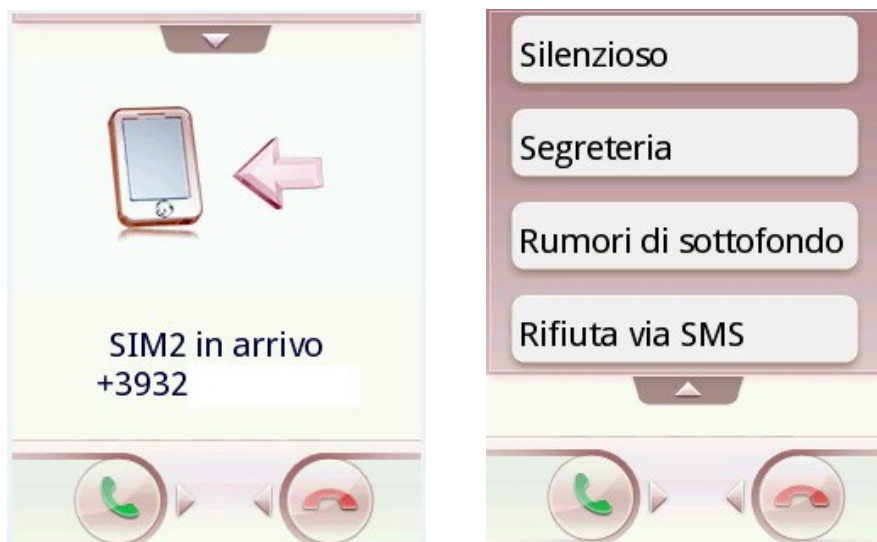 SIM2 in arrivo
+3932
Silenzioso
Segreteria
Rumori di sottofondo
Rifiuta via SMS